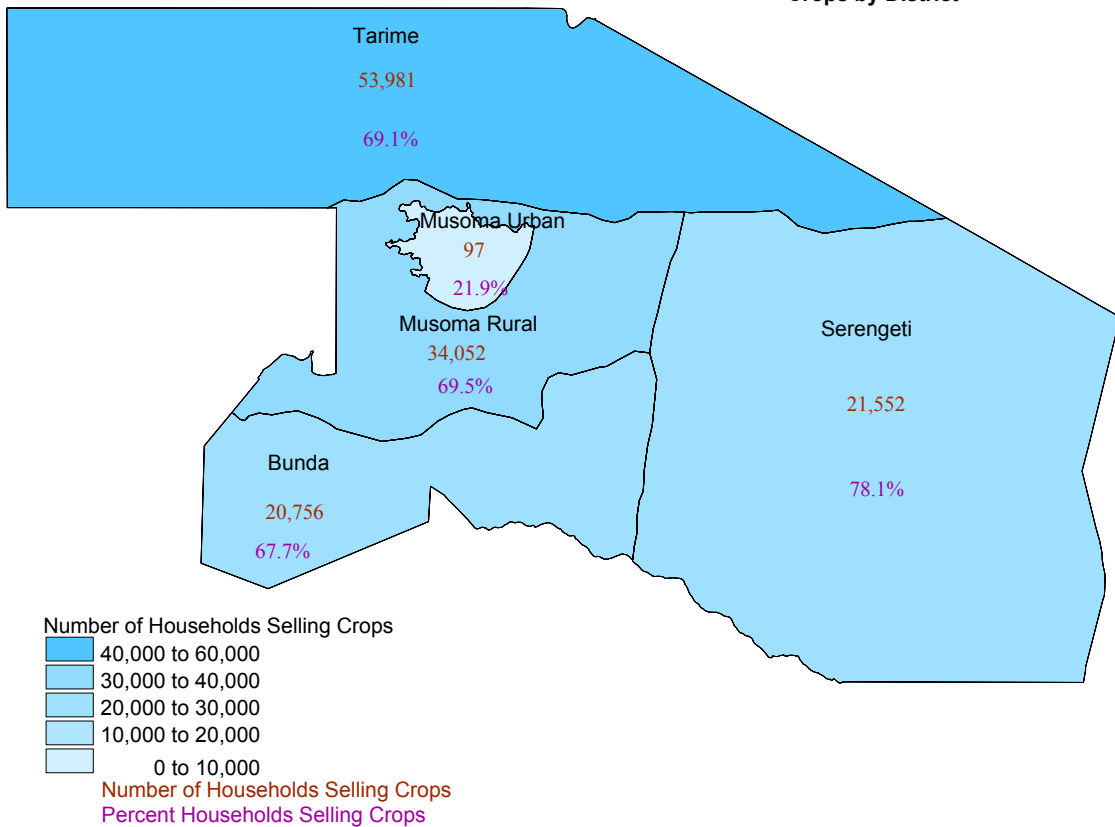 Crops by District
Tarime
53,981
69.1%
Musoma Urban
97
21.9%
Musoma Rural
34,052
69.5%
Serengeti
21,552
78.1%
Bunda
20,756
67.7%
Number of Households Selling Crops
40,000 to 60,000
30,000 to 40,000
20,000 to 30,000
10,000 to 20,000
0 to 10,000
Number of Households Selling Crops
Percent Households Selling Crops